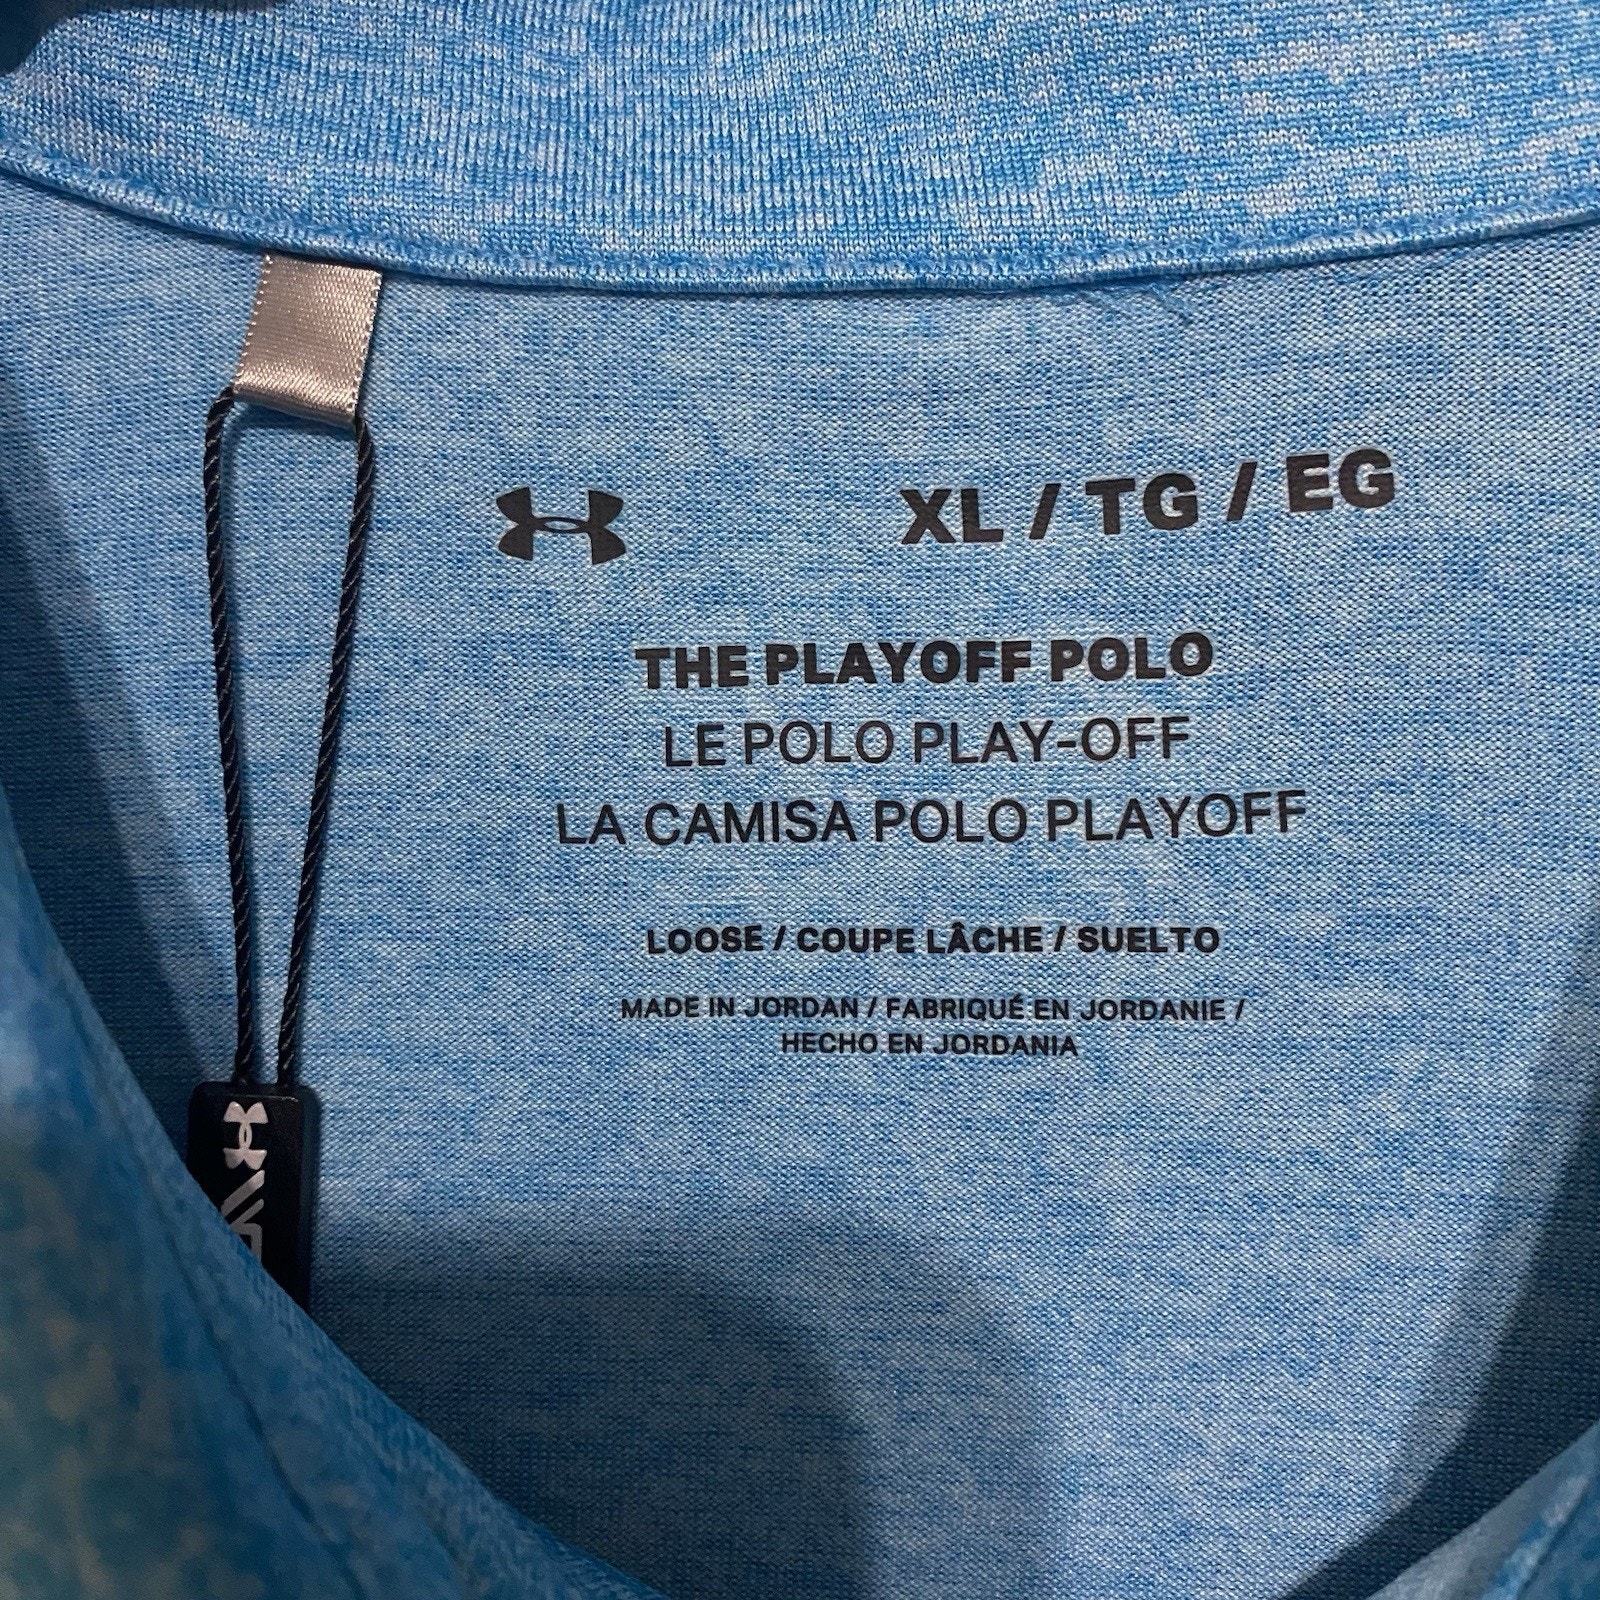 XL / TG / EG
THE PLAYOFF POLO
LE POLO PLAY-OFF
LA CAMISA POLO PLAYOFF
LOOSE / COUPE LÂCHE / SUELTO
MADE IN JORDAN / FABRIQUÉ EN JORDANIE /
HECHO EN JORDANIA